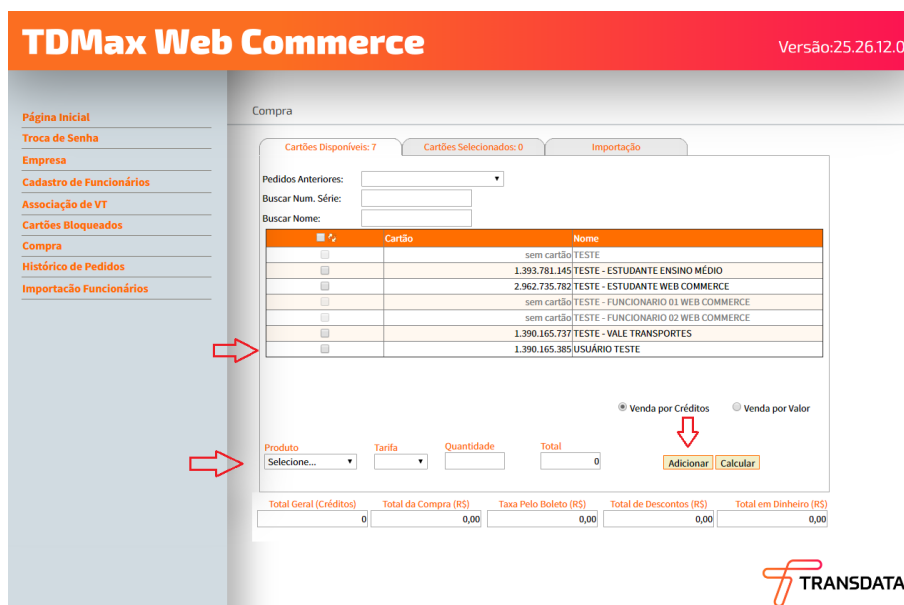 TDMax Web Commerce
Versão:25.26.12.0
Página Inicial
Troca de Senha
Empresa
Cadastro de Funcionários
Associação de VT
Cartões Bloqueados
Compra
Histórico de Pedidos
Importacão Funcionários
Compra
Cartões Disponíveis: 7 Cartões Selecionados: 0 Importação
Pedidos Anteriores:
Buscar Num. Série:
Buscar Nome:
Cartão Nome
sem cartão TESTE
1.393.781.145 TESTE - ESTUDANTE ENSINO MÉDIO
2.962.735.782 TESTE - ESTUDANTE WEB COMMERCE
sem cartão TESTE - FUNCIONARIO 01 WEB COMMERCE
sem cartão TESTE - FUNCIONARIO 02 WEB COMMERCE
1.390.165.737 TESTE - VALE TRANSPORTES
1.390.165.385 USUÁRIO TESTE
Venda por Créditos Venda por Valor
Produto Tarifa Quantidade Total
Selecione... 0 Adicionar Calcular
Total Geral (Créditos) Total da Compra (R$) Taxa Pelo Boleto (R$) Total de Descontos (R$) Total em Dinheiro (R$)
0 0,00 0,00 0,00 0,00
TRANSDATA